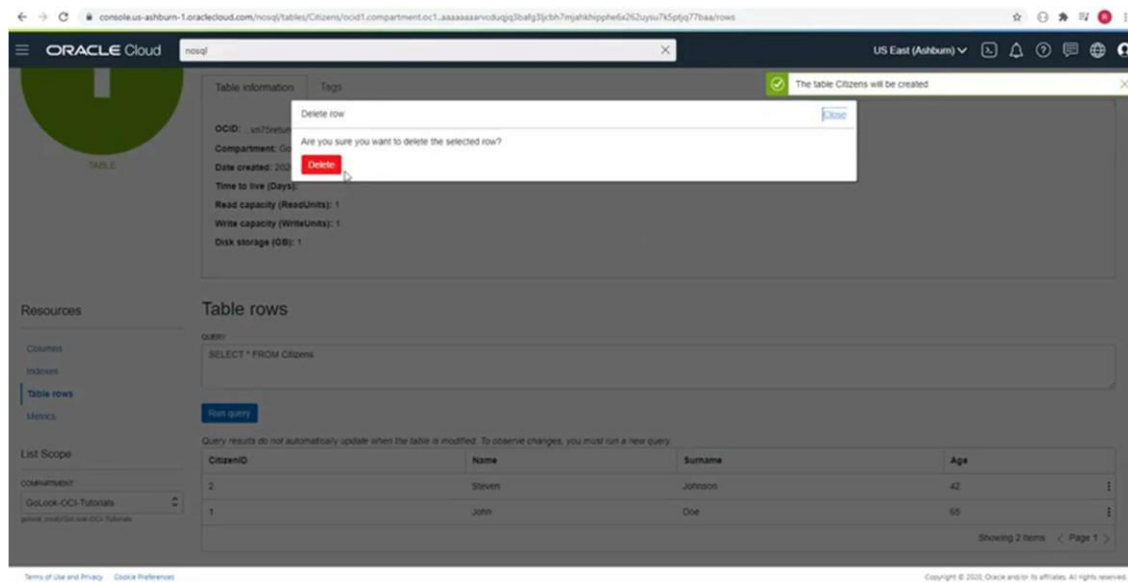 console.us-ashburn-1.oraclecloud.com/nosql/tables/Citizens/
ORACLE Cloud
nosql
US East (Ashburn)
Table information
Tags
The table Citizens will be created
Delete row
Close
Are you sure you want to delete the selected row?
Delete
TABLE
OCID:
Compartment:
Date created:
Time to live (Days):
Read capacity (ReadUnits): 1
Write capacity (WriteUnits): 1
Disk storage (GB): 1
Resources
Columns
Indexes
Table rows
Metrics
List Scope
COMPARTMENT
GoLook-OCI-Tutorials
Table rows
QUERY
SELECT * FROM Citizens
Run query
Query results do not automatically update when the table is modified. To observe changes, you must run a new query.
CitizenID Name Surname Age
2 Steven Johnson 42
1 John Doe 65
Showing 2 Items < Page 1 >
Terms of Use and Privacy Cookie Preferences
Copyright © 2020, Oracle and/or its affiliates. All rights reserved.